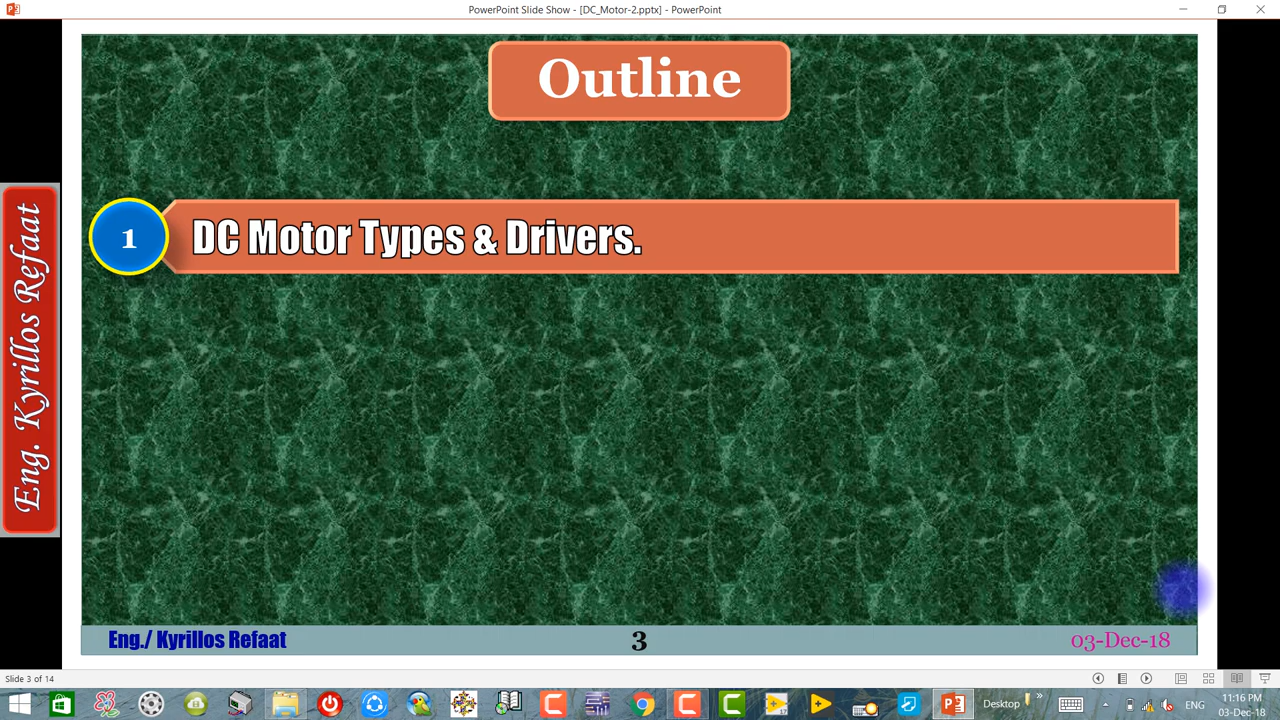 PowerPoint Slide Show - [DC_Motor-2.pptx] - PowerPoint
Outline
1
DC Motor Types & Drivers.
Eng. Kyrillos Refaat
Eng./ Kyrillos Refaat
3
03-Dec-18
Slide 3 of 14
Desktop
11:16 PM
03-Dec-18